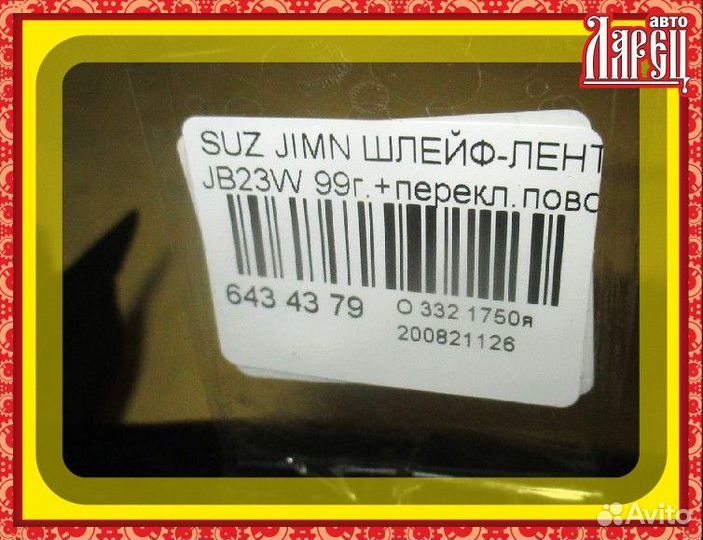 авто
Ларец
SUZ JIMN ШЛЕЙФ-ЛЕНТ
JB23W 99г.+перекл.пово
643 43 79
О 332 1750я
200821126
Avito